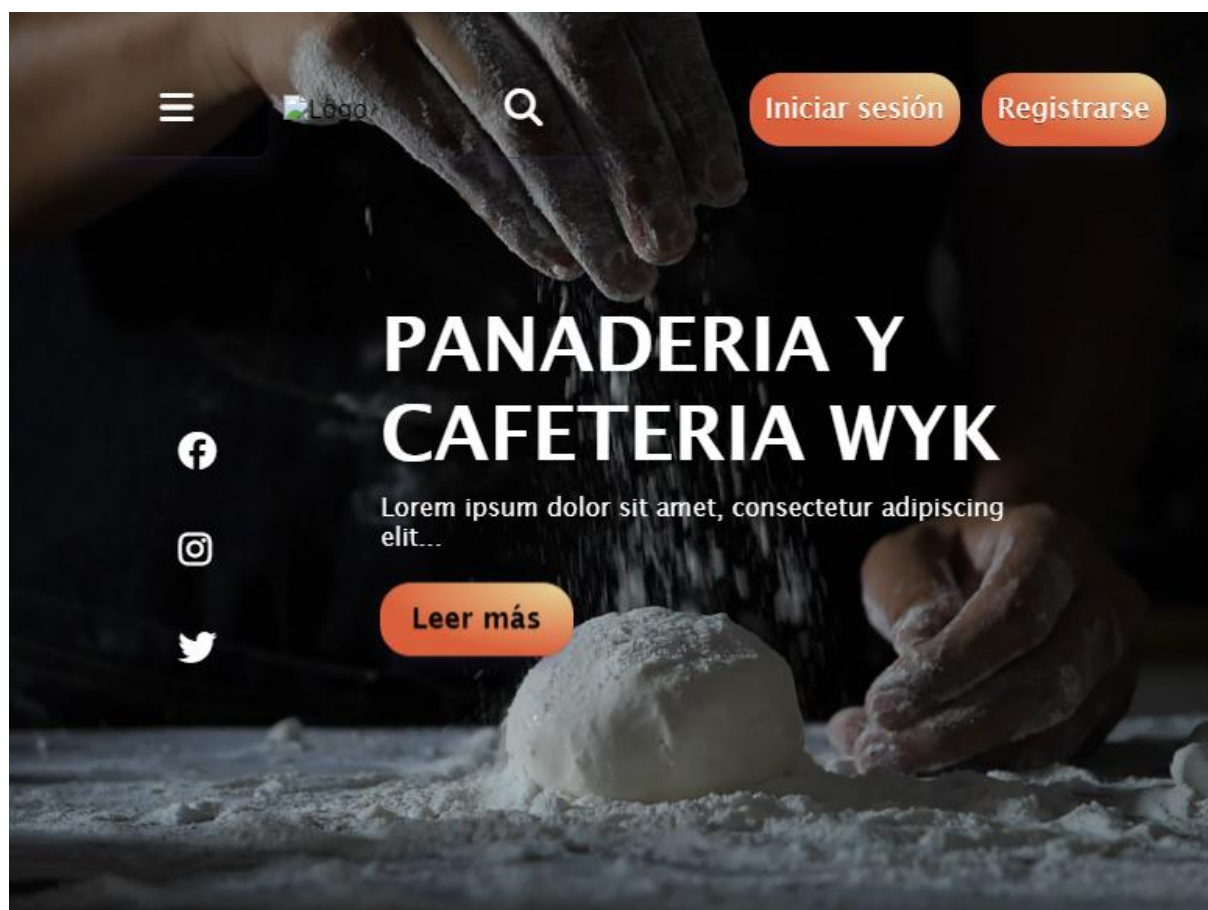 Logo
Iniciar sesión
Registrarse
PANADERIA Y
CAFETERIA WYK
Lorem ipsum dolor sit amet, consectetur adipiscing
elit...
Leer más